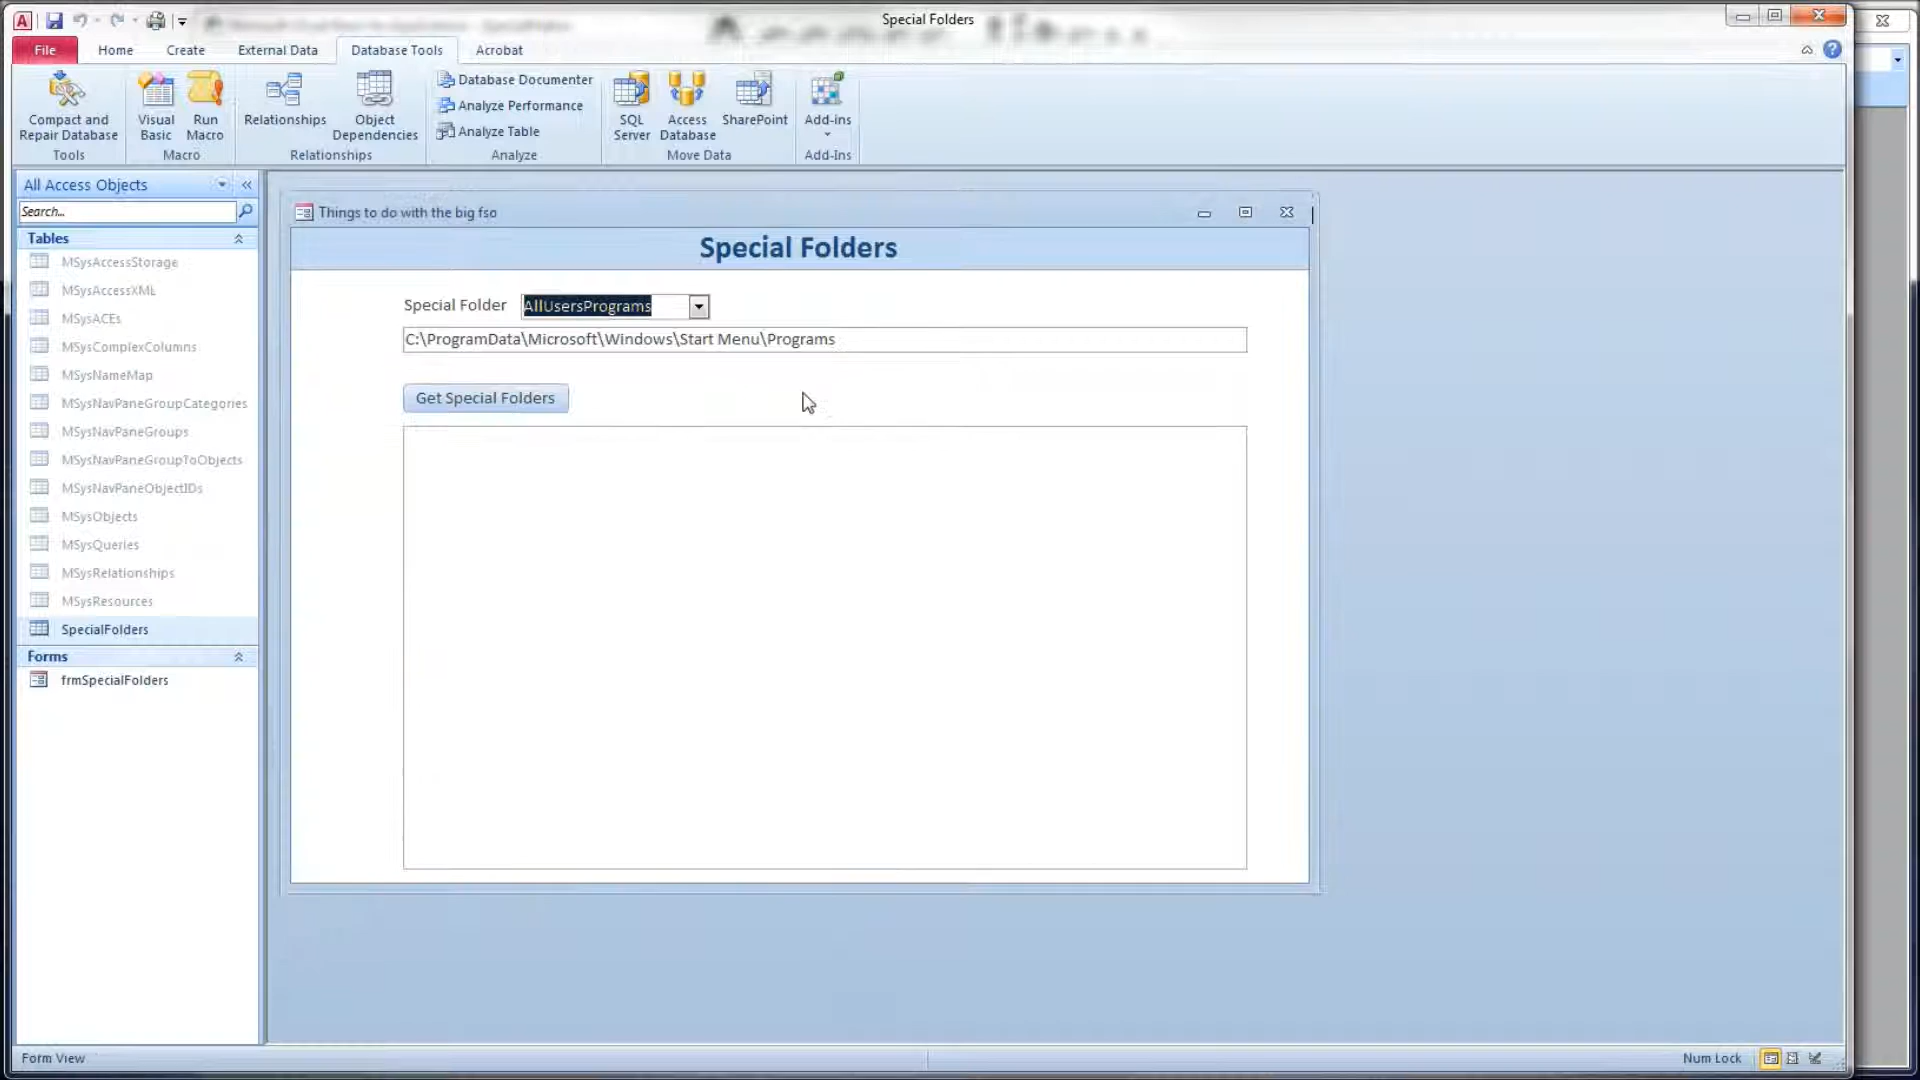 Special Folders
File Home Create External Data Database Tools Acrobat
Compact and Repair Database
Visual Basic
Run Macro
Relationships
Object Dependencies
Database Documenter
Analyze Performance
Analyze Table
SQL Server
Access Database
SharePoint
Add-ins
Tools Macro Relationships Analyze Move Data Add-Ins
All Access Objects
Search...
Tables
MSysAccessStorage
MSysAccessXML
MSysACEs
MSysComplexColumns
MSysNameMap
MSysNavPaneGroupCategories
MSysNavPaneGroups
MSysNavPaneGroupToObjects
MSysNavPaneObjectIDs
MSysObjects
MSysQueries
MSysRelationships
MSysResources
SpecialFolders
Forms
frmSpecialFolders
Things to do with the big fso
Special Folders
Special Folder AllUsersPrograms
C:\ProgramData\Microsoft\Windows\Start Menu\Programs
Get Special Folders
Form View
Num Lock